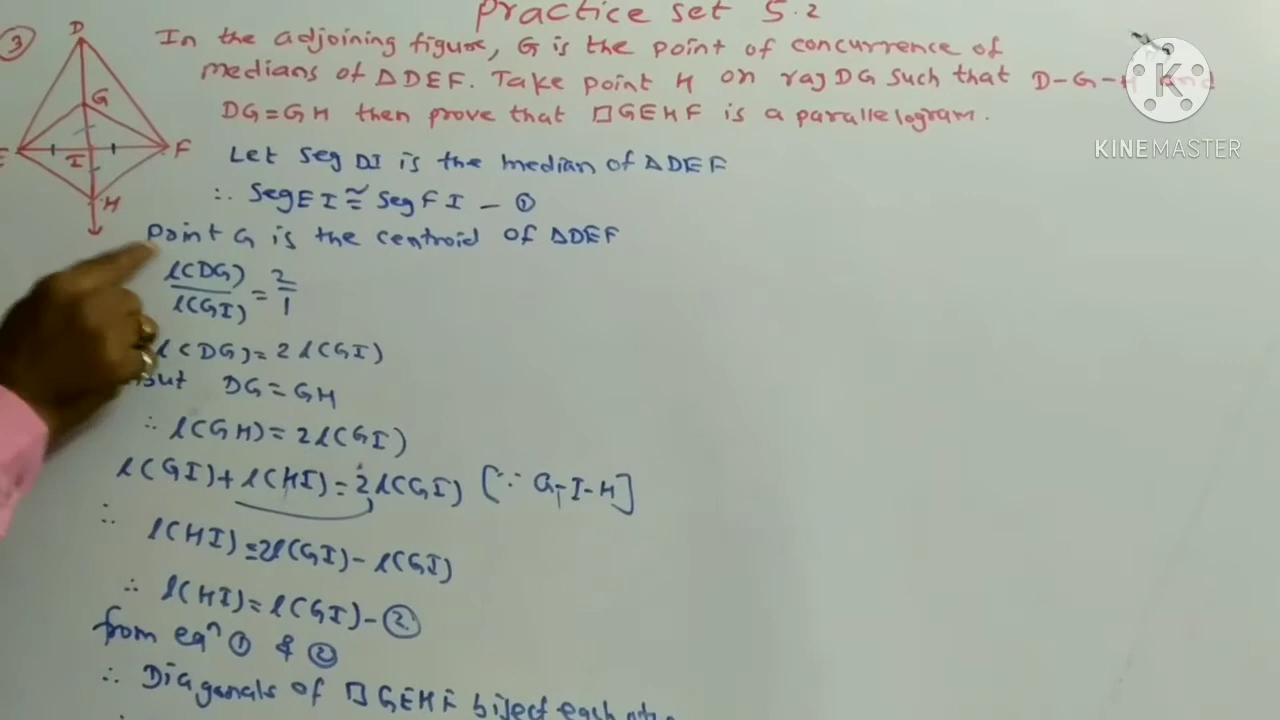 Practice set 5.2
3 In the adjoining figure, G is the point of concurrence of
medians of ΔDEF. Take point H on ray DG such that D-G-H and
DG=GH then prove that □GEHF is a parallelogram.
D
G
E
I
F
H
K
KINEMASTER
Let seg DI is the median of ΔDEF
∴ Seg EI ≅ seg FI - ①
point G is the centroid of ΔDEF
l(DG)/l(GI) = 2/1
l(DG) = 2 l(GI)
But DG = GH
∴ l(GH) = 2l(GI)
l(GI) + l(HI) = 2l(GI) [∵ G-I-H]
∴ l(HI) = 2l(GI) - l(GI)
∴ l(HI) = l(GI) - ②
from eqn ① & ②
∴ Diagonals of □GEHF bisect each